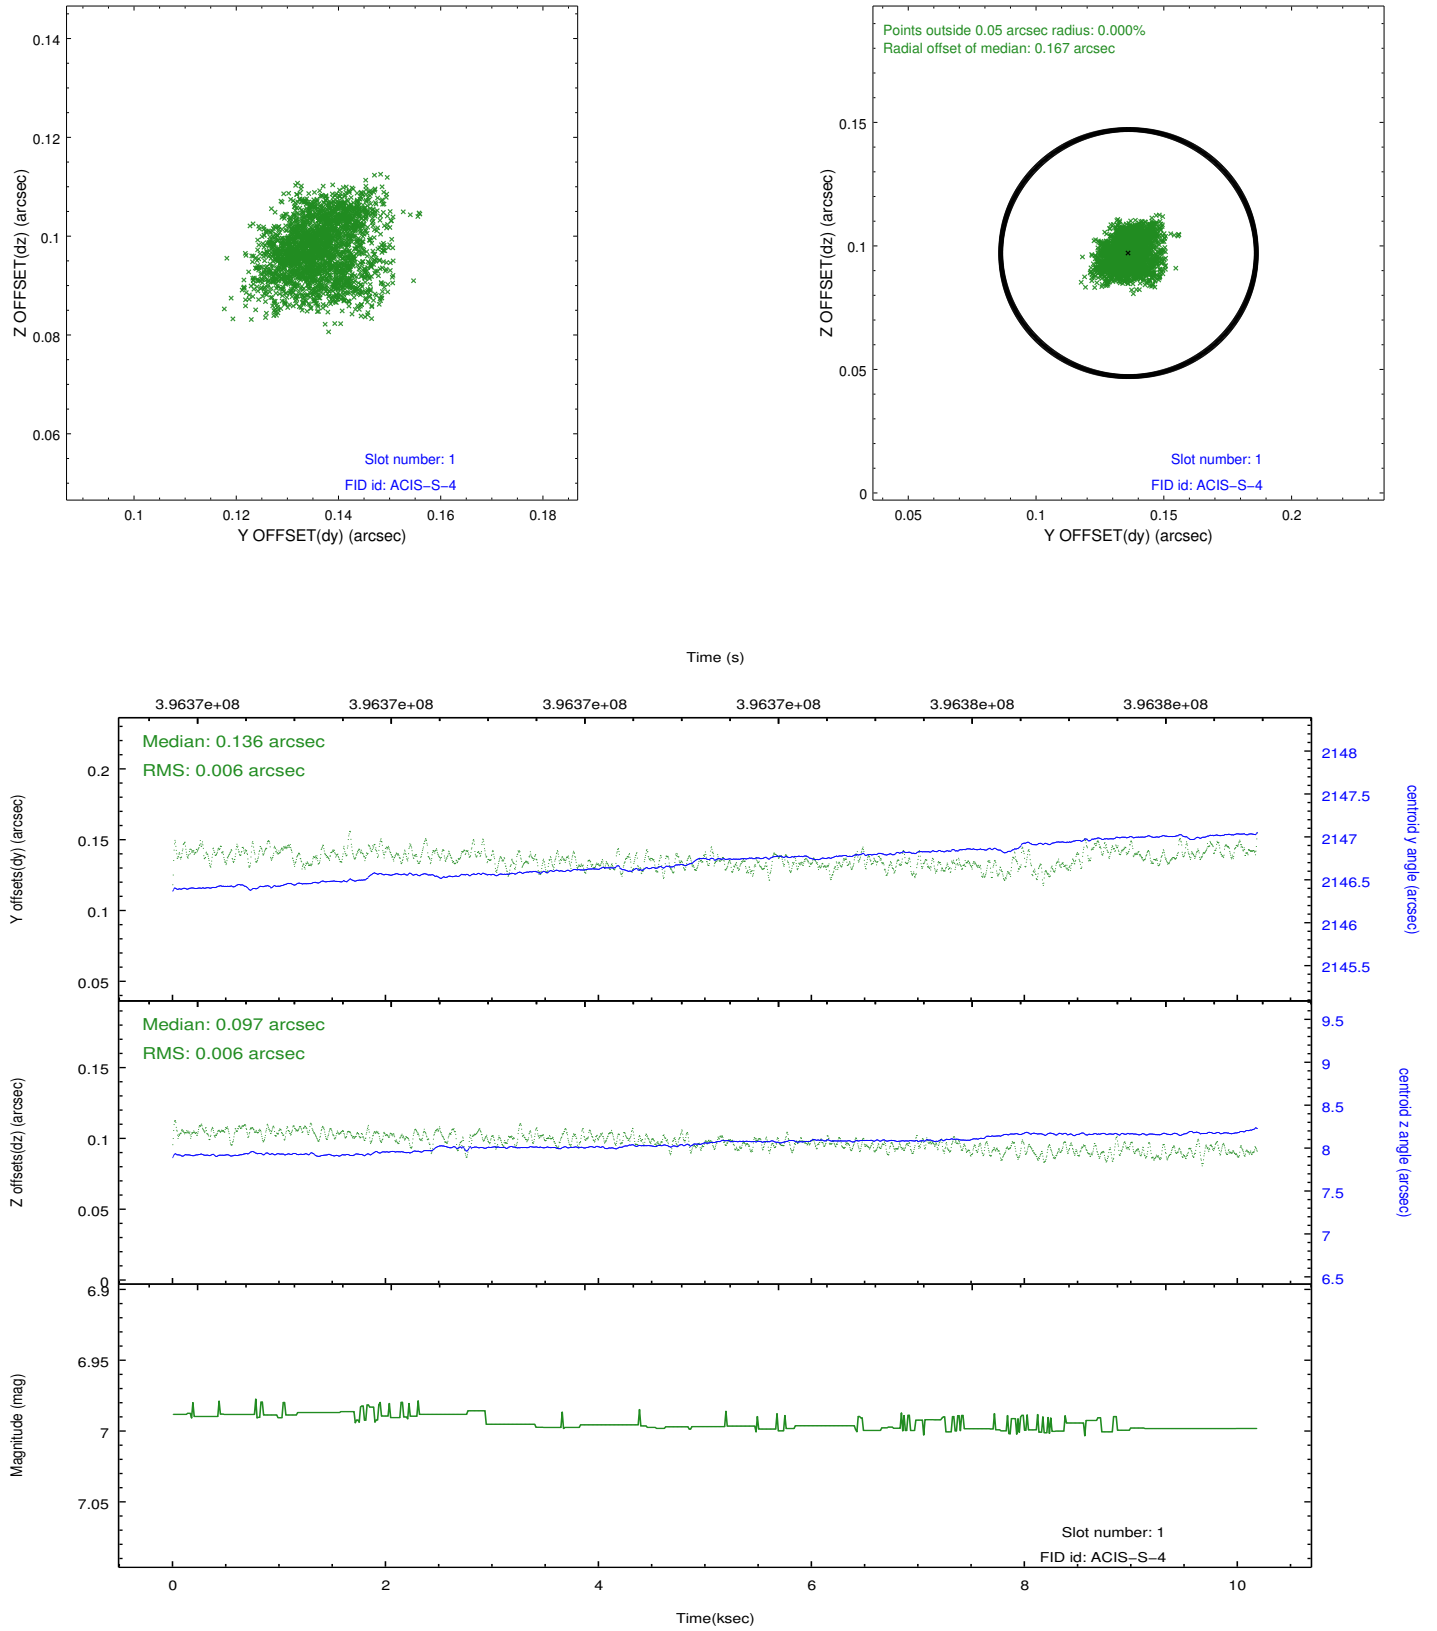 0.14
0.12
0.1
0.08
0.06
Z OFFSET(dz) (arcsec)
Slot number: 1
FID id: ACIS−S−4
0.1 0.12 0.14 0.16 0.18
Y OFFSET(dy) (arcsec)
Points outside 0.05 arcsec radius: 0.000%
Radial offset of median: 0.167 arcsec
0.15
0.1
0.05
0
Z OFFSET(dz) (arcsec)
Slot number: 1
FID id: ACIS−S−4
0.05 0.1 0.15 0.2
Y OFFSET(dy) (arcsec)
Time (s)
3.9637e+08 3.9637e+08 3.9637e+08 3.9637e+08 3.9638e+08 3.9638e+08
Median: 0.136 arcsec
RMS: 0.006 arcsec
0.2
0.15
0.1
0.05
Y offsets(dy) (arcsec)
2148
2147.5
2147
2146.5
2146
2145.5
centroid y angle (arcsec)
Median: 0.097 arcsec
RMS: 0.006 arcsec
0.15
0.1
0.05
0
Z offsets(dz) (arcsec)
9.5
9
8.5
8
7.5
7
6.5
centroid z angle (arcsec)
6.9
6.95
7
7.05
Magnitude (mag)
Slot number: 1
FID id: ACIS−S−4
0 2 4 6 8 10
Time(ksec)